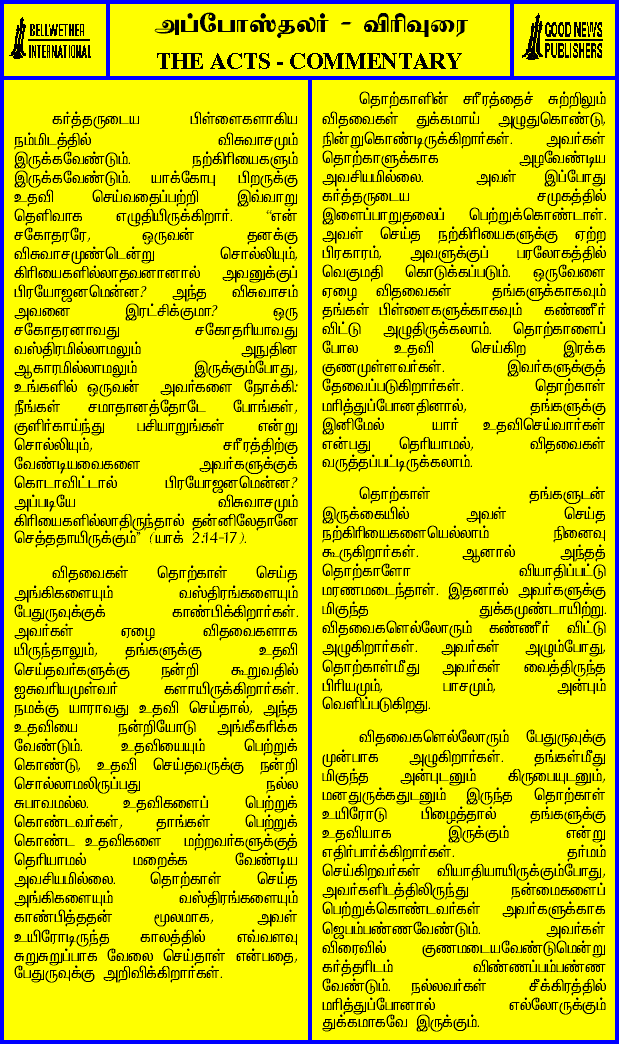 BELLWETHER
INTERNATIONAL
அப்போஸ்தலர் - விரிவுரை
THE ACTS - COMMENTARY
GOOD NEWS
PUBLISHERS
கர்த்தருடைய பிள்ளைகளாகிய
நம்மிடத்தில் விசுவாசமும்
இருக்கவேண்டும். நற்கிரியைகளும்
இருக்கவேண்டும். யாக்கோபு பிறருக்கு
உதவி செய்வதைப்பற்றி இவ்வாறு
தெளிவாக எழுதியிருக்கிறார். "என்
சகோதரரே, ஒருவன் தனக்கு
விசுவாசமுண்டென்று சொல்லியும்,
கிரியைகளில்லாதவனானால் அவனுக்குப்
பிரயோஜனமென்ன? அந்த விசுவாசம்
அவனை இரட்சிக்குமா? ஒரு
சகோதரனாவது சகோதரியாவது
வஸ்திரமில்லாமலும் அநுதின
ஆகாரமில்லாமலும் இருக்கும்போது,
உங்களில் ஒருவன் அவர்களை நோக்கி:
நீங்கள் சமாதானத்தோடே போங்கள்,
குளிர்காய்ந்து பசியாறுங்கள் என்று
சொல்லியும், சரீரத்திற்கு
வேண்டியவைகளை அவர்களுக்குக்
கொடாவிட்டால் பிரயோஜனமென்ன?
அப்படியே விசுவாசமும்
கிரியைகளில்லாதிருந்தால் தன்னிலேதானே
செத்ததாயிருக்கும்" (யாக் 2:14-17).
விதவைகள் தொற்காள் செய்த
அங்கிகளையும் வஸ்திரங்களையும்
பேதுருவுக்குக் காண்பிக்கிறார்கள்.
அவர்கள் ஏழை விதவைகளாக
யிருந்தாலும், தங்களுக்கு உதவி
செய்தவர்களுக்கு நன்றி கூறுவதில்
ஐசுவரியமுள்வர் களாயிருக்கிறார்கள்.
நமக்கு யாராவது உதவி செய்தால், அந்த
உதவியை நன்றியோடு அங்கீகரிக்க
வேண்டும். உதவியையும் பெற்றுக்
கொண்டு, உதவி செய்தவருக்கு நன்றி
சொல்லாமலிருப்பது நல்ல
சுபாவமல்ல. உதவிகளைப் பெற்றுக்
கொண்டவர்கள், தாங்கள் பெற்றுக்
கொண்ட உதவிகளை மற்றவர்களுக்குத்
தெரியாமல் மறைக்க வேண்டிய
அவசியமில்லை. தொற்காள் செய்த
அங்கிகளையும் வஸ்திரங்களையும்
காண்பித்ததன் மூலமாக, அவள்
உயிரோடிருந்த காலத்தில் எவ்வளவு
சுறுசுறுப்பாக வேலை செய்தாள் என்பதை,
பேதுருவுக்கு அறிவிக்கிறார்கள்.
தொற்காளின் சரீரத்தைச் சுற்றிலும்
விதவைகள் துக்கமாய் அழுதுகொண்டு,
நின்றுகொண்டிருக்கிறார்கள். அவர்கள்
தொற்காளுக்காக அழவேண்டிய
அவசியமில்லை. அவள் இப்போது
கர்த்தருடைய சமுகத்தில்
இளைப்பாறுதலைப் பெற்றுக்கொண்டாள்.
அவள் செய்த நற்கிரியைகளுக்கு ஏற்ற
பிரகாரம், அவளுக்குப் பரலோகத்தில்
வெகுமதி கொடுக்கப்படும். ஒருவேளை
ஏழை விதவைகள் தங்களுக்காகவும்
தங்கள் பிள்ளைகளுக்காகவும் கண்ணீர்
விட்டு அழுதிருக்கலாம். தொற்காளைப்
போல உதவி செய்கிற இரக்க
குணமுள்ளவர்கள். இவர்களுக்குத்
தேவைப்படுகிறார்கள். தொற்காள்
மரித்துப்போனதினால், தங்களுக்கு
இனிமேல் யார் உதவிசெய்வார்கள்
என்பது தெரியாமல், விதவைகள்
வருத்தப்பட்டிருக்கலாம்.
தொற்காள் தங்களுடன்
இருக்கையில் அவள் செய்த
நற்கிரியைகளையெல்லாம் நினைவு
கூருகிறார்கள். ஆனால் அந்தத்
தொற்காளோ வியாதிப்பட்டு
மரணமடைந்தாள். இதனால் அவர்களுக்கு
மிகுந்த துக்கமுண்டாயிற்று.
விதவைகளெல்லோரும் கண்ணீர் விட்டு
அழுகிறார்கள். அவர்கள் அழும்போது,
தொற்காள்மீது அவர்கள் வைத்திருந்த
பிரியமும், பாசமும், அன்பும்
வெளிப்படுகிறது.
விதவைகளெல்லோரும் பேதுருவுக்கு
முன்பாக அழுகிறார்கள். தங்கள்மீது
மிகுந்த அன்புடனும் கிருபையுடனும்,
மனதுருக்கதுடனும் இருந்த தொற்காள்
உயிரோடு பிழைத்தால் தங்களுக்கு
உதவியாக இருக்கும் என்று
எதிர்பார்க்கிறார்கள். தர்மம்
செய்கிறவர்கள் வியாதியாயிருக்கும்போது,
அவர்களிடத்திலிருந்து நன்மைகளைப்
பெற்றுக்கொண்டவர்கள் அவர்களுக்காக
ஜெபம்பண்ணவேண்டும். அவர்கள்
விரைவில் குணமடையவேண்டுமென்று
கர்த்தரிடம் விண்ணப்பம்பண்ண
வேண்டும். நல்லவர்கள் சீக்கிரத்தில்
மரித்துப்போனால் எல்லோருக்கும்
துக்கமாகவே இருக்கும்.